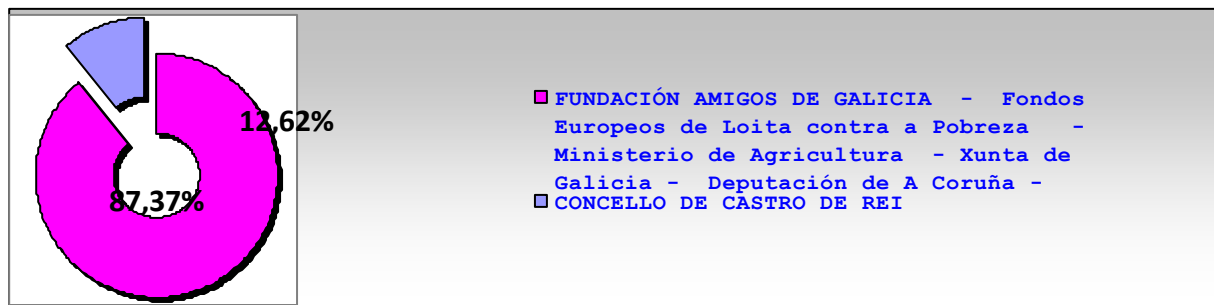 12,62%
87,37%
FUNDACIÓN AMIGOS DE GALICIA - Fondos
Europeos de Loita contra a Pobreza -
Ministerio de Agricultura - Xunta de
Galicia - Deputación de A Coruña -
CONCELLO DE CASTRO DE REI